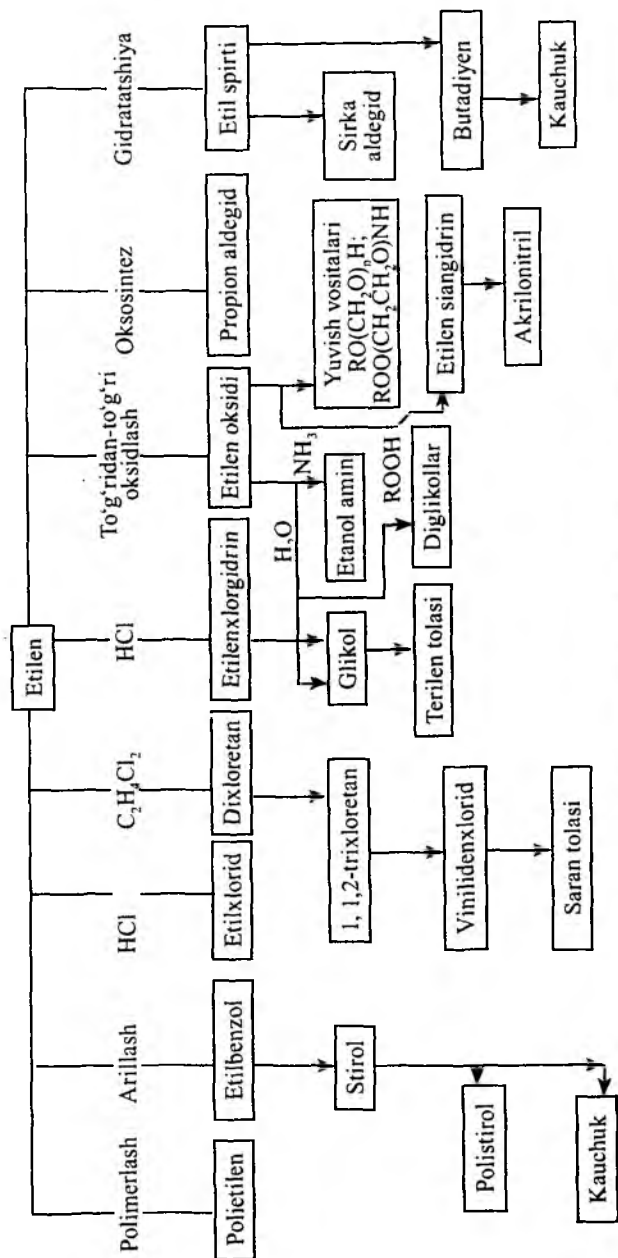 Etilen
Polimerlash
Arillash
HCl
C₂H₄Cl₂
HCl
To‘g‘ridan-to‘g‘ri
oksidlash
Oksosintez
Gidratatshiya
Polietilen
Etilbenzol
Etilxlorid
Dixloretan
Etilenxlorgidrin
Etilen oksidi
Propion aldegid
Etil spirti
H₂O
NH₃
Stirol
1, 1,2-trixloretan
Glikol
Etanol amin
Yuvish vositalari
RO(CH₂O)ₙH;
ROO(CH₂CH₂O)NH
Sirka
aldegid
ROOH
Polistirol
Vinilidenxlorid
Terilen tolasi
Diglikollar
Etilen siangidrin
Butadiyen
Kauchuk
Saran tolasi
Akrilonitril
Kauchuk